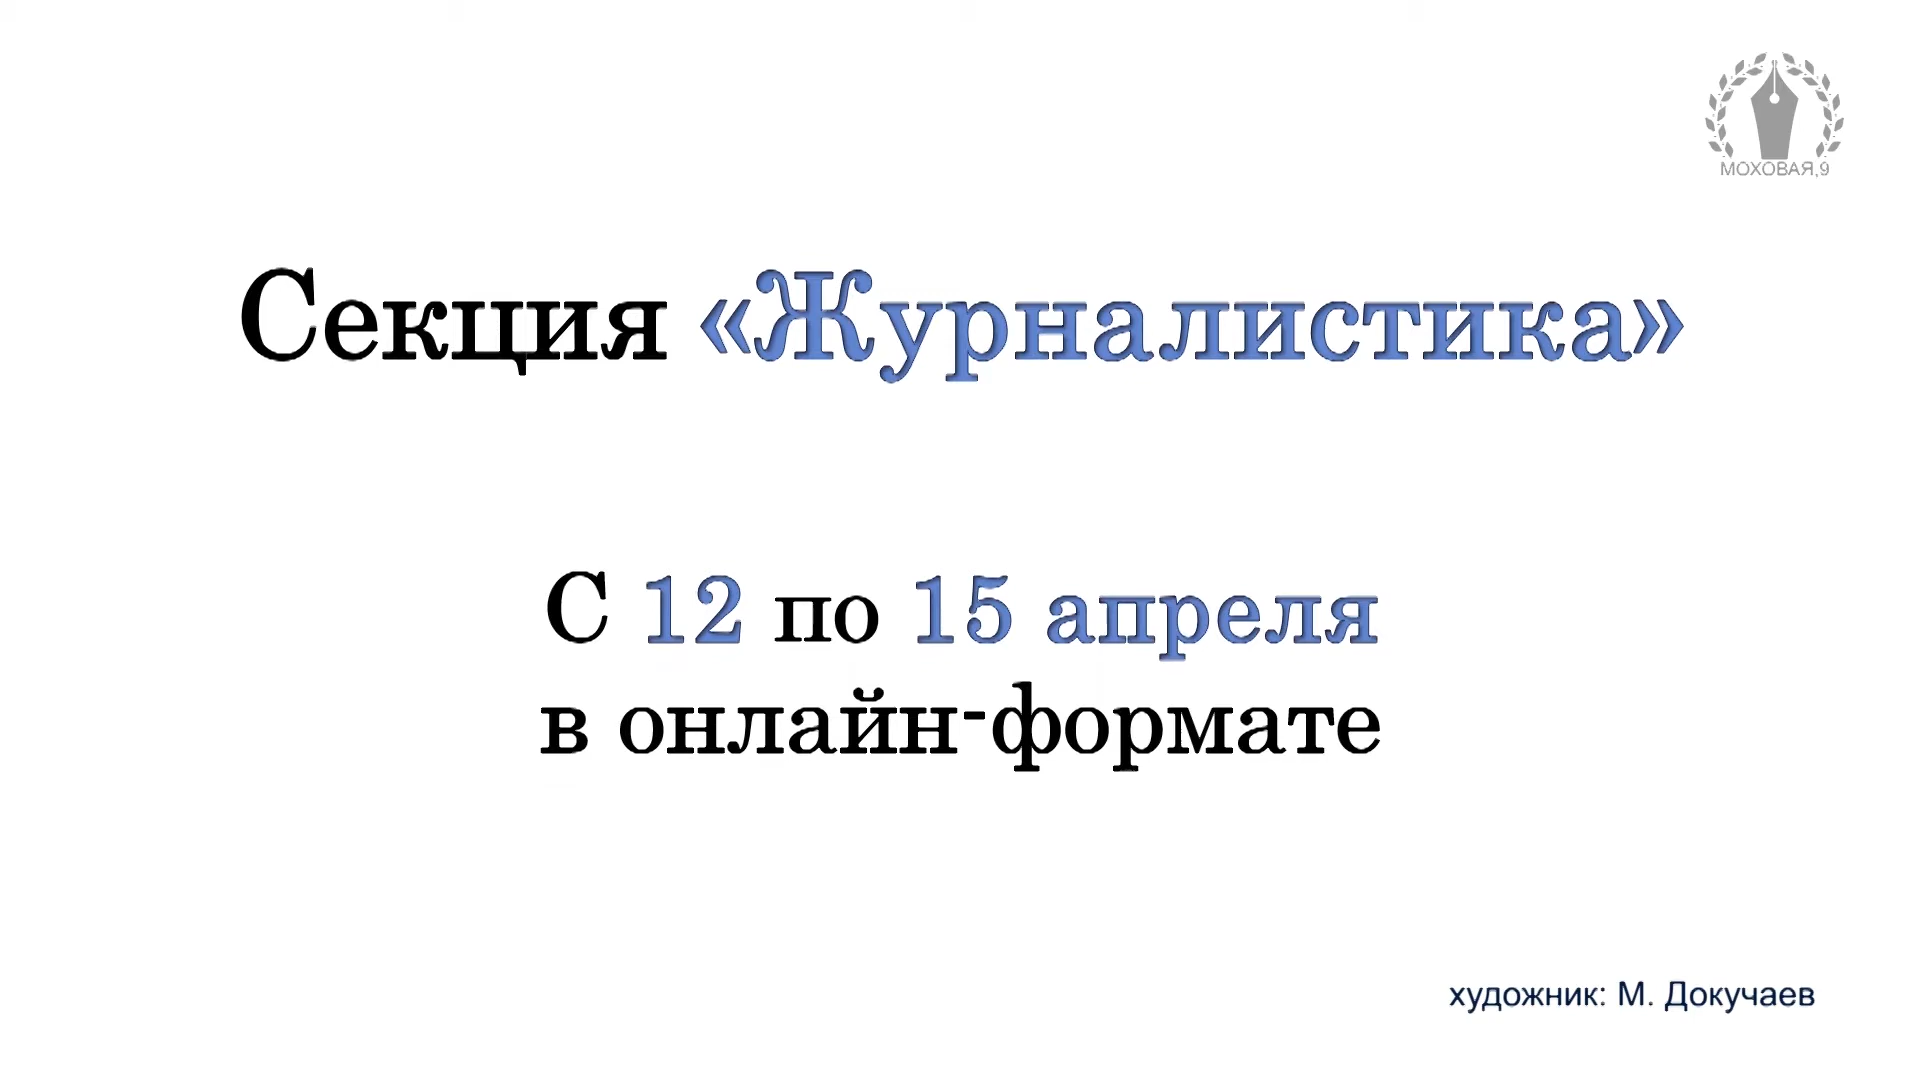 МОХОВАЯ,9
Секция «Журналистика»
С 12 по 15 апреля
в онлайн-формате
художник: М. Докучаев